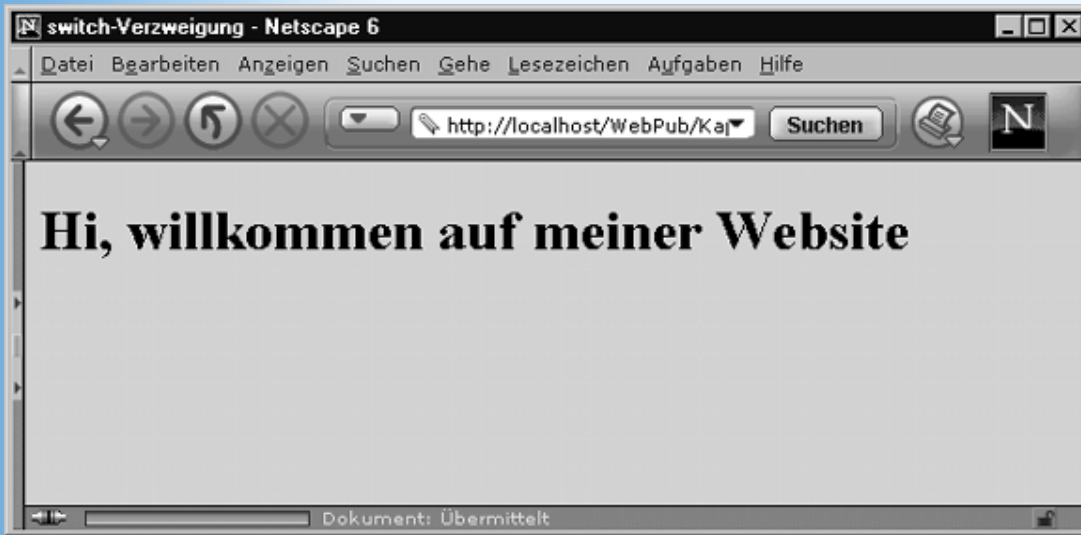 switch-Verzweigung - Netscape 6
Datei Bearbeiten Anzeigen Suchen Gehe Lesezeichen Aufgaben Hilfe
http://localhost/WebPub/Kap Suchen N
Hi, willkommen auf meiner Website
Dokument: Übermittelt